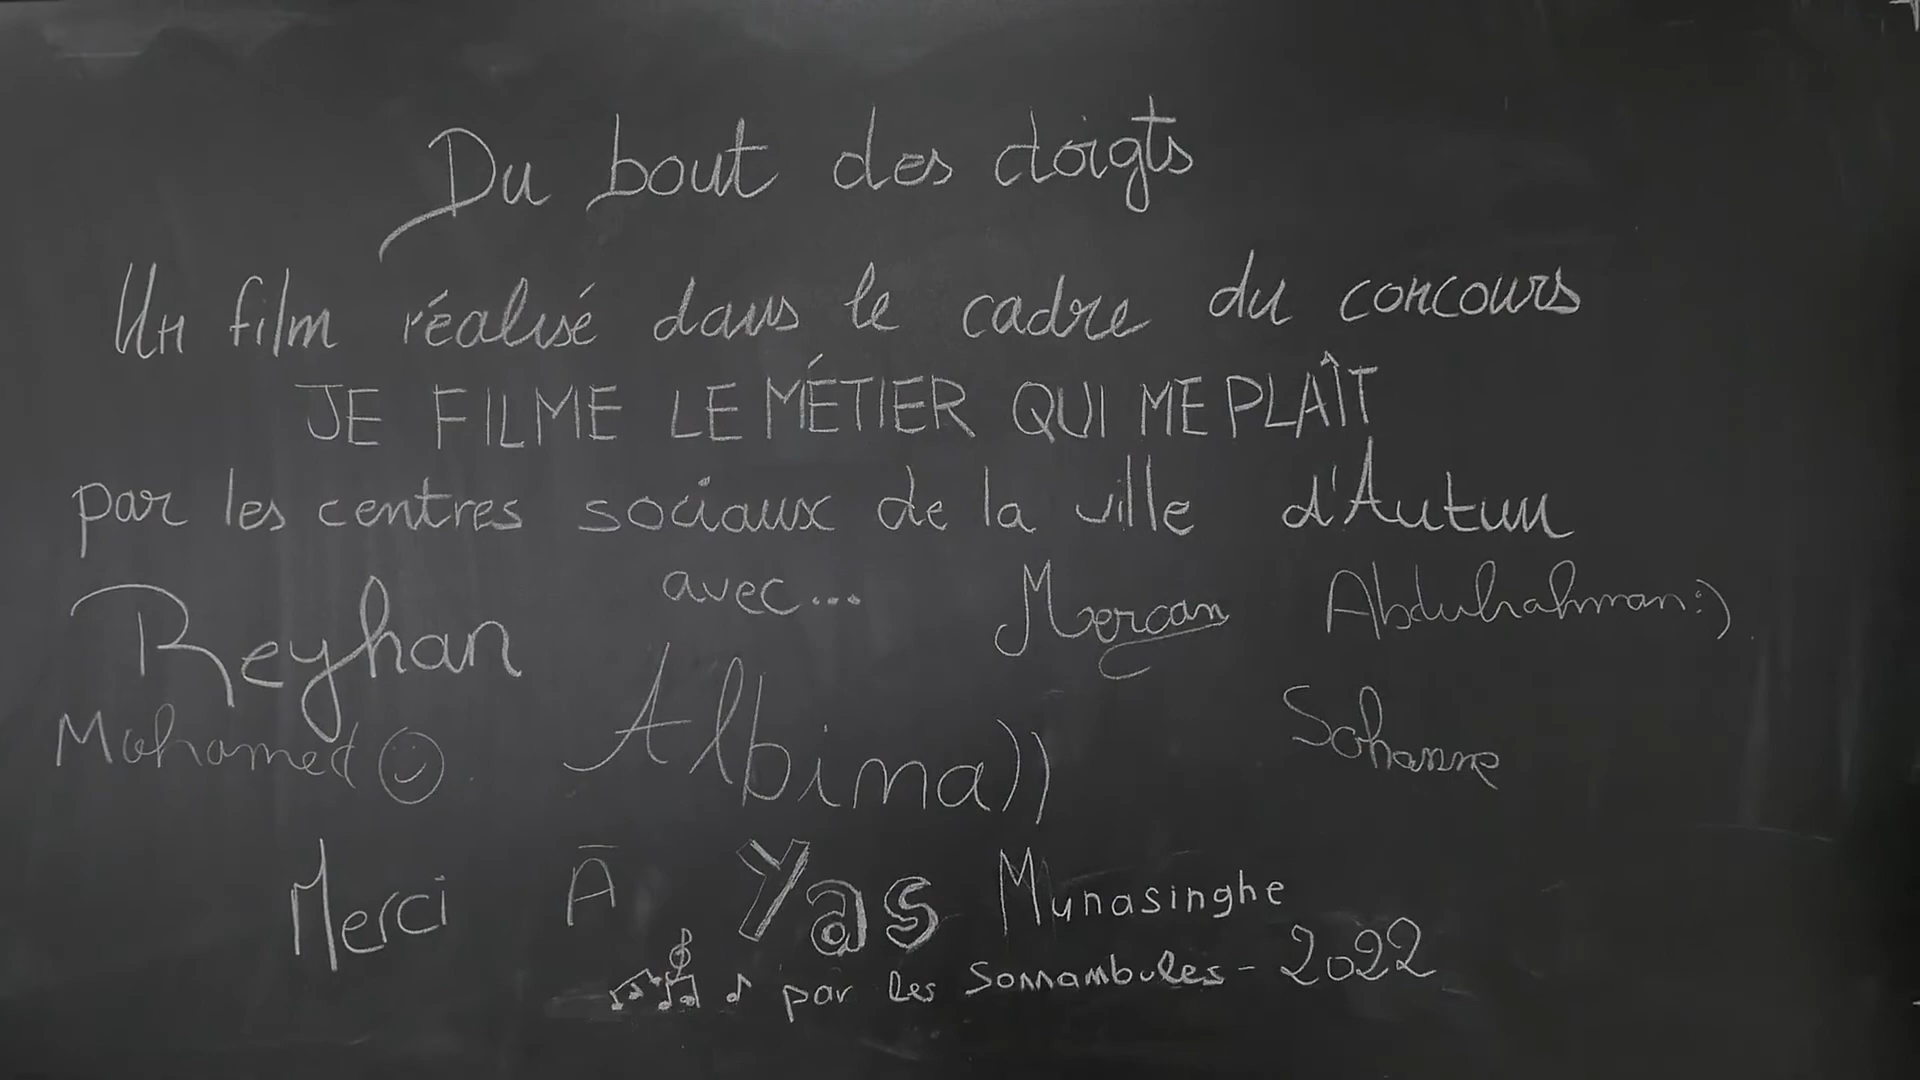 Du bout des doigts
Un film réalisé dans le cadre du concours
JE FILME LE MÉTIER QUI ME PLAÎT
par les centres sociaux de la ville d'Autun
avec...
Reyhan Mercan Abdulrahman :)
Mohamed Albina)) Sohanne
Merci À Yas Munasinghe
par les Somnambules - 2022